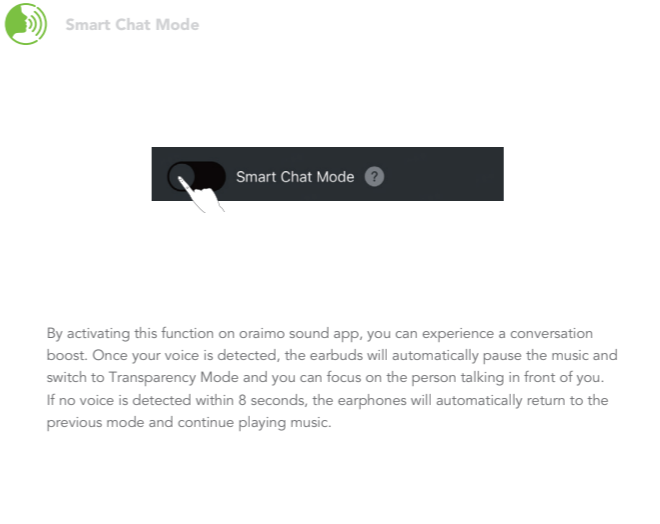 Smart Chat Mode
Smart Chat Mode ?
By activating this function on oraimo sound app, you can experience a conversation
boost. Once your voice is detected, the earbuds will automatically pause the music and
switch to Transparency Mode and you can focus on the person talking in front of you.
If no voice is detected within 8 seconds, the earphones will automatically return to the
previous mode and continue playing music.